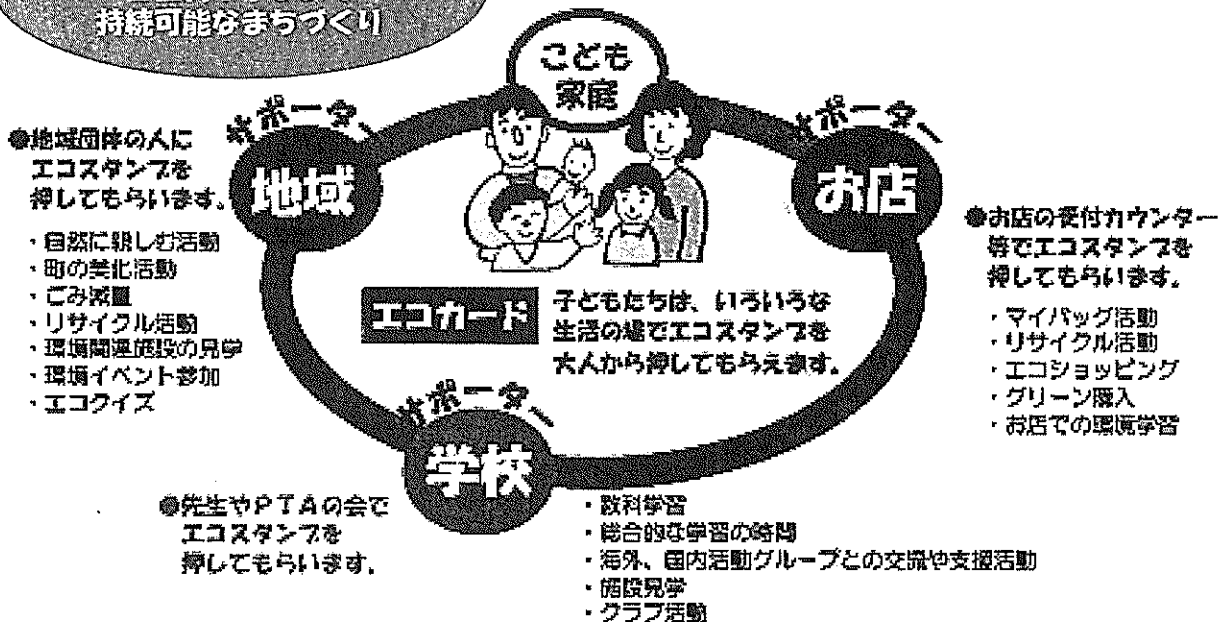 持続可能なまちづくり
こども
家庭
サポーター
地域
●地域団体の人に
エコスタンプを
押してもらいます。
・自然に親しむ活動
・町の美化活動
・ごみ減量
・リサイクル活動
・環境関連施設の見学
・環境イベント参加
・エコクイズ
サポーター
お店
●お店の受付カウンター
等でエコスタンプを
押してもらいます。
・マイバッグ活動
・リサイクル活動
・エコショッピング
・グリーン購入
・お店での環境学習
エコカード
子どもたちは、いろいろな
生活の場でエコスタンプを
大人から押してもらえます。
サポーター
学校
●先生やPTAの会で
エコスタンプを
押してもらいます。
・教科学習
・総合的な学習の時間
・海外、国内活動グループとの交流や支援活動
・施設見学
・クラブ活動